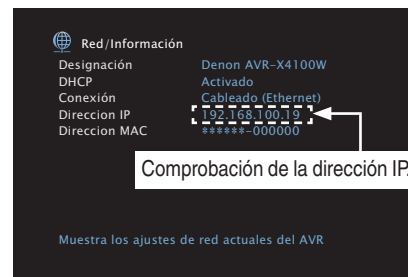 Red/Información
Designación Denon AVR-X4100W
DHCP Activado
Conexión Cableado (Ethernet)
Direccion IP 192.168.100.19
Direccion MAC ******-000000
Comprobación de la dirección IP.
Muestra los ajustes de red actuales del AVR